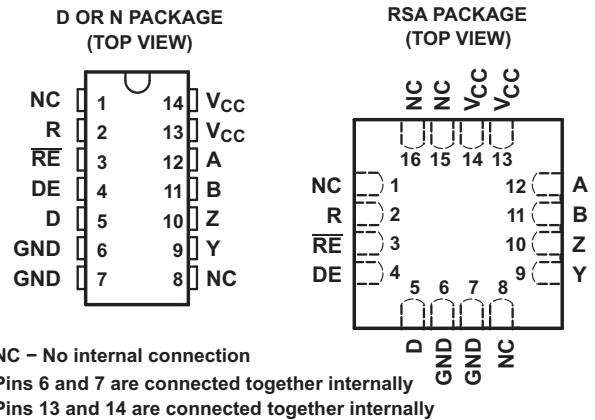 D OR N PACKAGE
(TOP VIEW)
NC 1 14 VCC
R 2 13 VCC
RE 3 12 A
DE 4 11 B
D 5 10 Z
GND 6 9 Y
GND 7 8 NC
RSA PACKAGE
(TOP VIEW)
NC NC VCC VCC
16 15 14 13
NC 1 12 A
R 2 11 B
RE 3 10 Z
DE 4 9 Y
5 6 7 8
D GND GND NC
NC − No internal connection
Pins 6 and 7 are connected together internally
Pins 13 and 14 are connected together internally